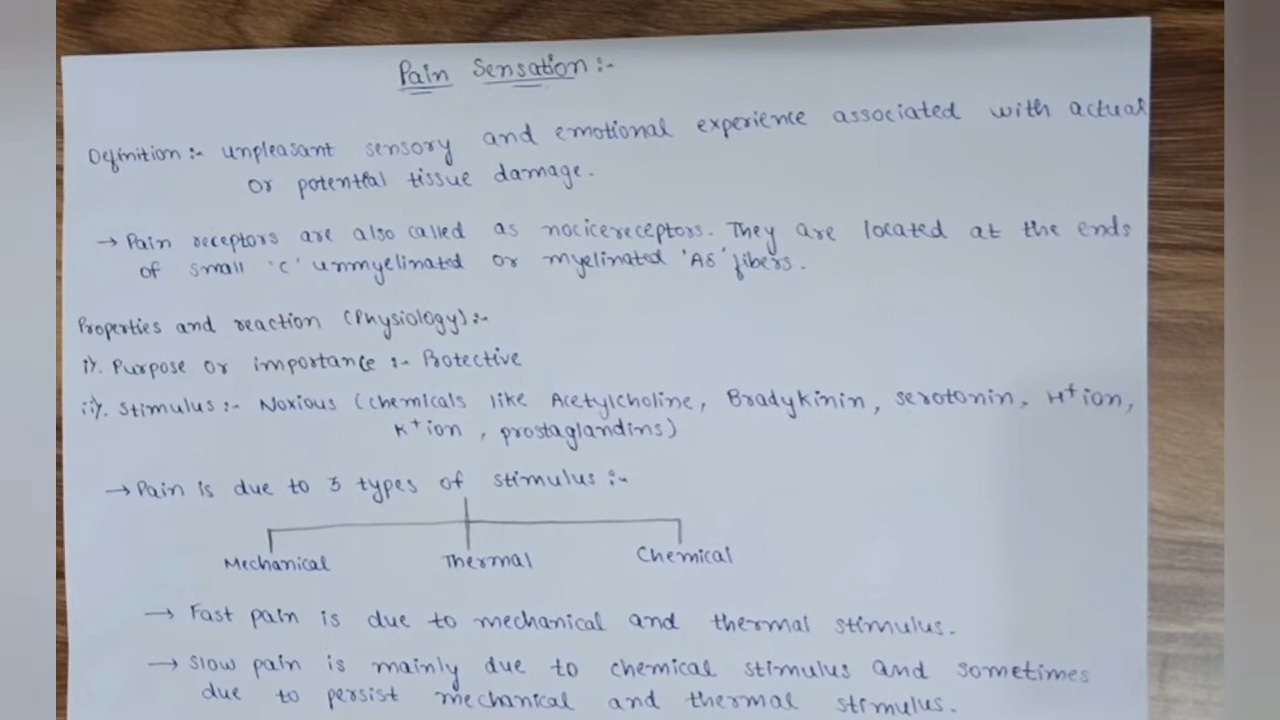 Pain Sensation :-
Definition :- unpleasant sensory and emotional experience associated with actual
or potential tissue damage.
→ Pain receptors are also called as nocicereceptors. They are located at the ends
of small 'C' unmyelinated or myelinated 'Aδ' fibers.
Properties and reaction (Physiology) :-
i). Purpose or importance :- Protective
ii). Stimulus :- Noxious (chemicals like Acetylcholine, Bradykinin, serotonin, H+ ion,
K+ ion, prostaglandins)
→ Pain is due to 3 types of stimulus :-
Mechanical Thermal Chemical
→ Fast pain is due to mechanical and thermal stimulus.
→ Slow pain is mainly due to chemical stimulus and sometimes
due to persist mechanical and thermal stimulus.